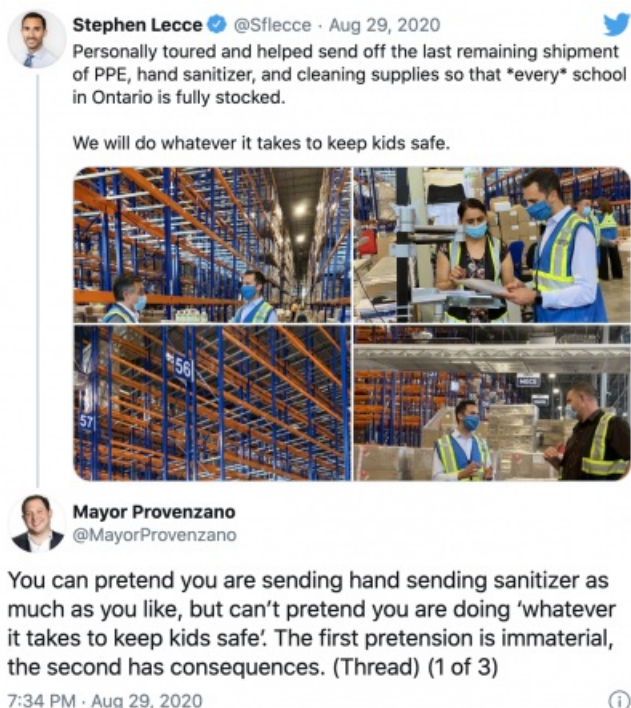 Stephen Lecce @Sflecce · Aug 29, 2020
Personally toured and helped send off the last remaining shipment
of PPE, hand sanitizer, and cleaning supplies so that *every* school
in Ontario is fully stocked.
We will do whatever it takes to keep kids safe.
56
57
Mayor Provenzano
@MayorProvenzano
You can pretend you are sending hand sending sanitizer as
much as you like, but can’t pretend you are doing ‘whatever
it takes to keep kids safe’. The first pretension is immaterial,
the second has consequences. (Thread) (1 of 3)
7:34 PM · Aug 29, 2020